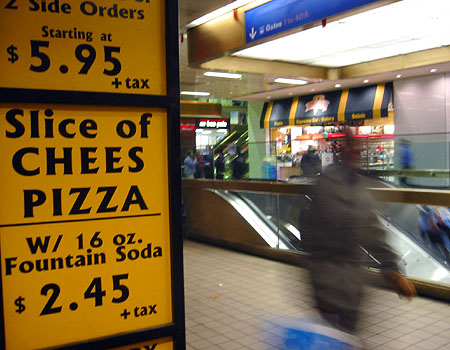 2 Side Orders
Starting at
$5.95
+ tax
Slice of
CHEES
PIZZA
W/ 16 oz.
Fountain Soda
$2.45
+ tax
Gates